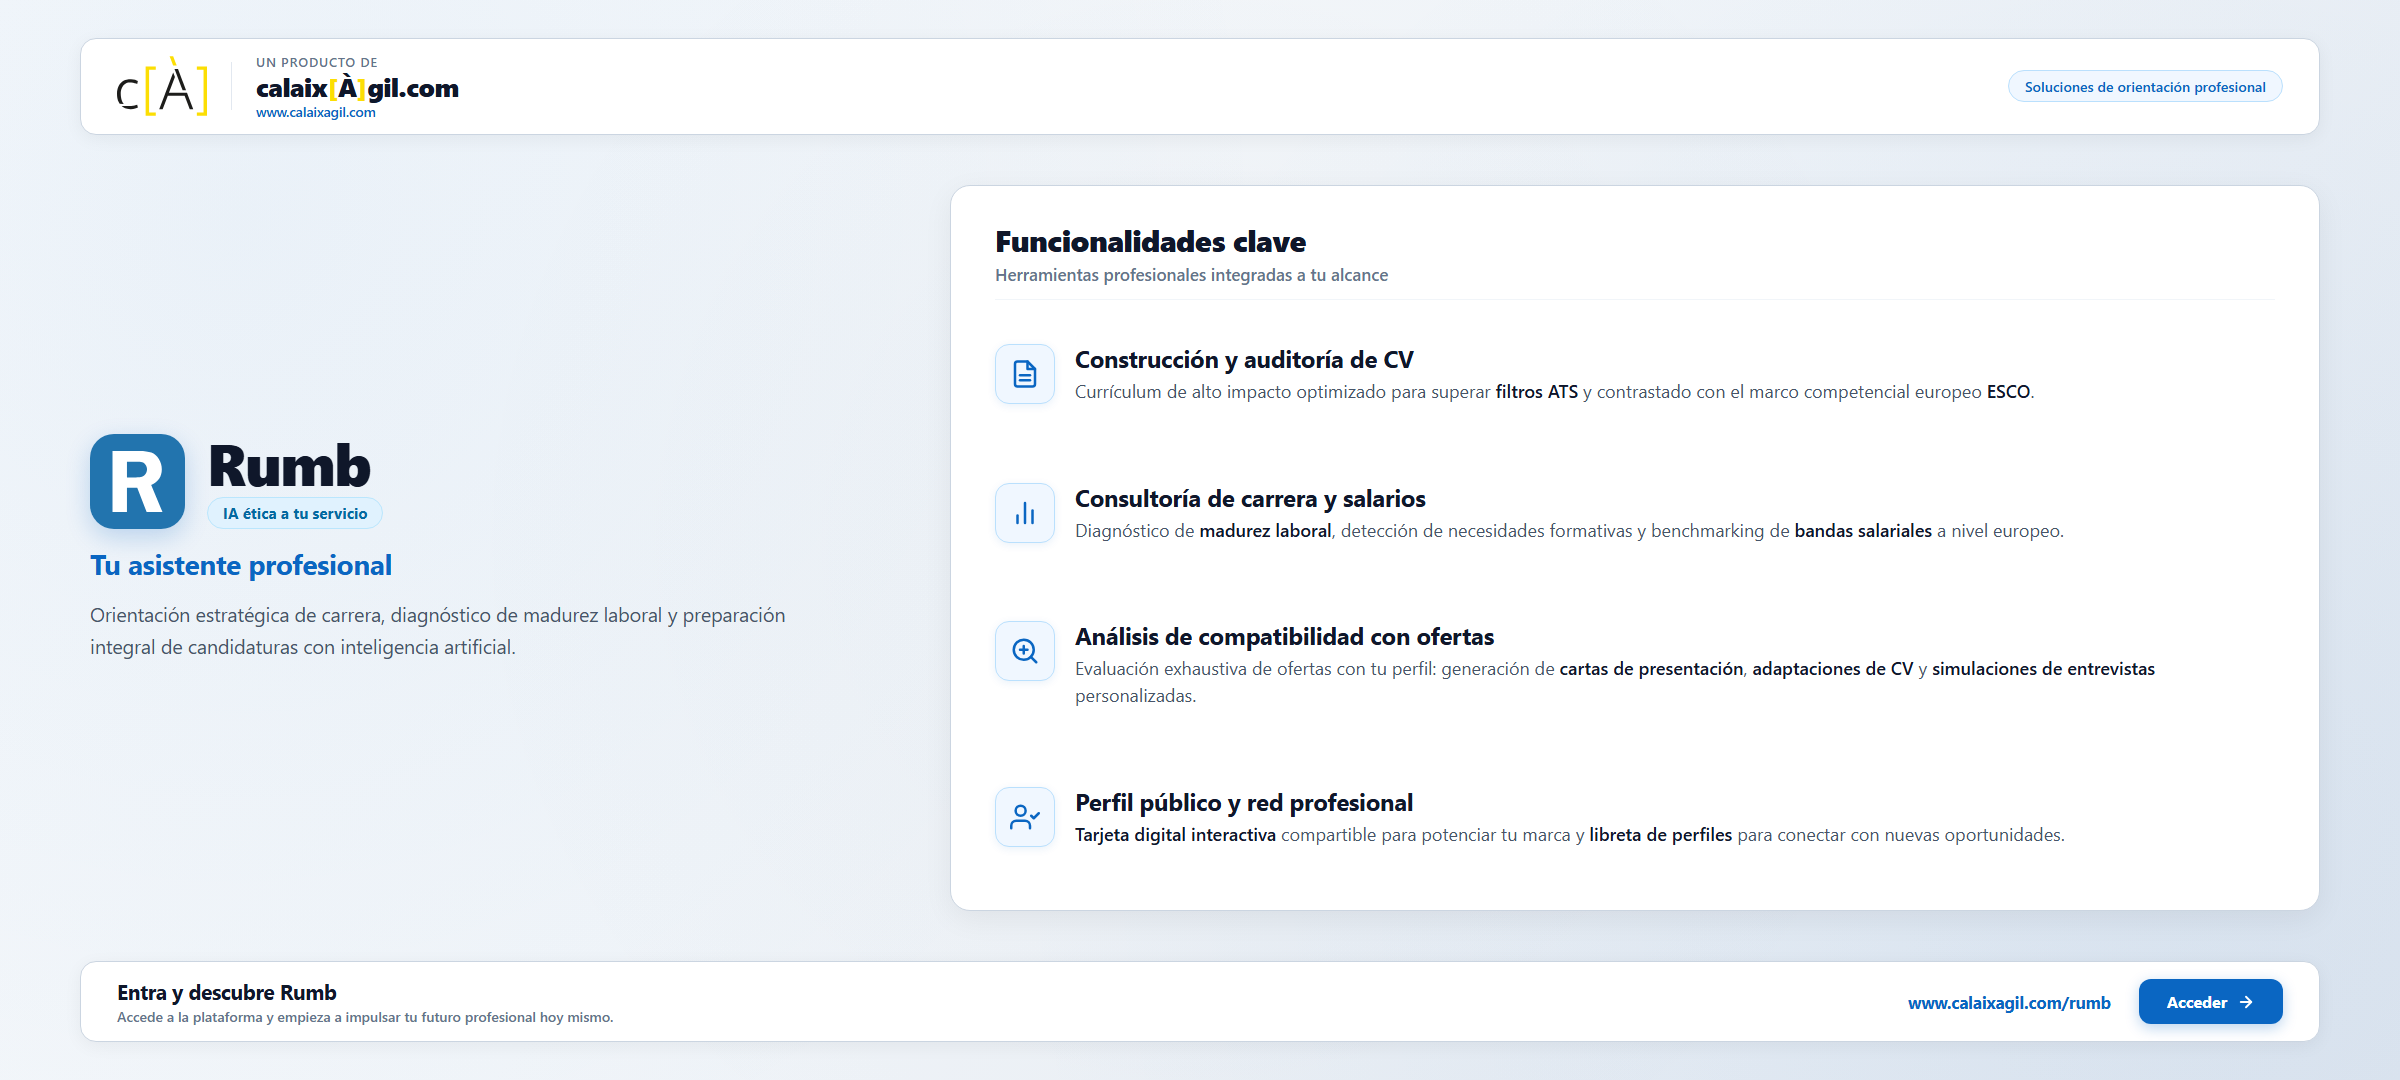 c[À]
UN PRODUCTO DE
calaix[À]gil.com
www.calaixagil.com
Soluciones de orientación profesional
R
Rumb
IA ética a tu servicio
Tu asistente profesional
Orientación estratégica de carrera, diagnóstico de madurez laboral y preparación
integral de candidaturas con inteligencia artificial.
Funcionalidades clave
Herramientas profesionales integradas a tu alcance
Construcción y auditoría de CV
Currículum de alto impacto optimizado para superar filtros ATS y contrastado con el marco competencial europeo ESCO.
Consultoría de carrera y salarios
Diagnóstico de madurez laboral, detección de necesidades formativas y benchmarking de bandas salariales a nivel europeo.
Análisis de compatibilidad con ofertas
Evaluación exhaustiva de ofertas con tu perfil: generación de cartas de presentación, adaptaciones de CV y simulaciones de entrevistas
personalizadas.
Perfil público y red profesional
Tarjeta digital interactiva compartible para potenciar tu marca y libreta de perfiles para conectar con nuevas oportunidades.
Entra y descubre Rumb
Accede a la plataforma y empieza a impulsar tu futuro profesional hoy mismo.
www.calaixagil.com/rumb
Acceder →